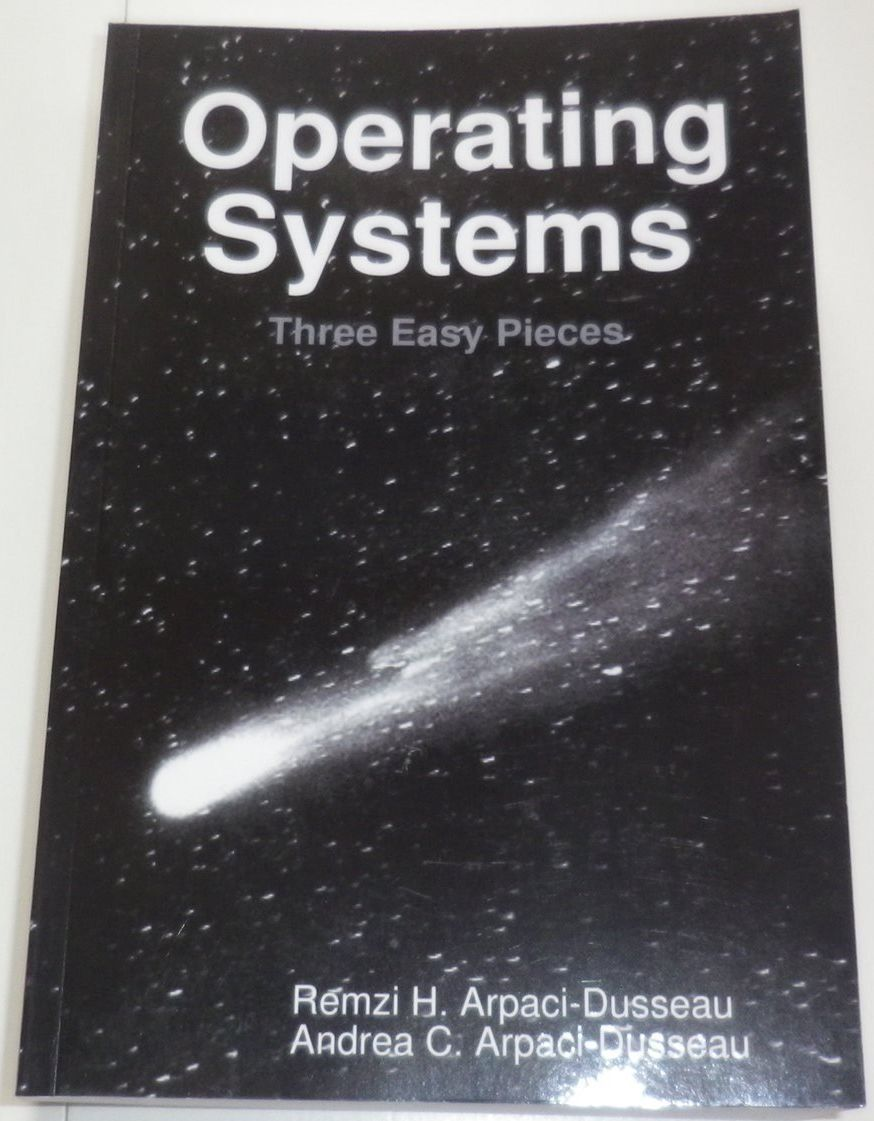 Operating
Systems
Three Easy Pieces
Remzi H. Arpaci-Dusseau
Andrea C. Arpaci-Dusseau